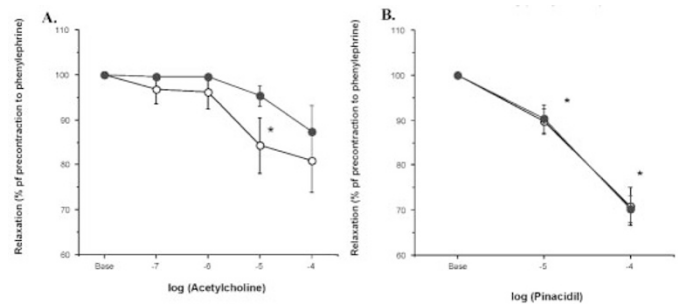 A.
110
100
90
80
70
60
Relaxation (% pf precontraction to phenylephrine)
*
Base -7 -6 -5 -4
log (Acetylcholine)
B.
110
100
90
80
70
60
Relaxation (% pf precontraction to phenylephrine)
*
*
Base -5 -4
log (Pinacidil)